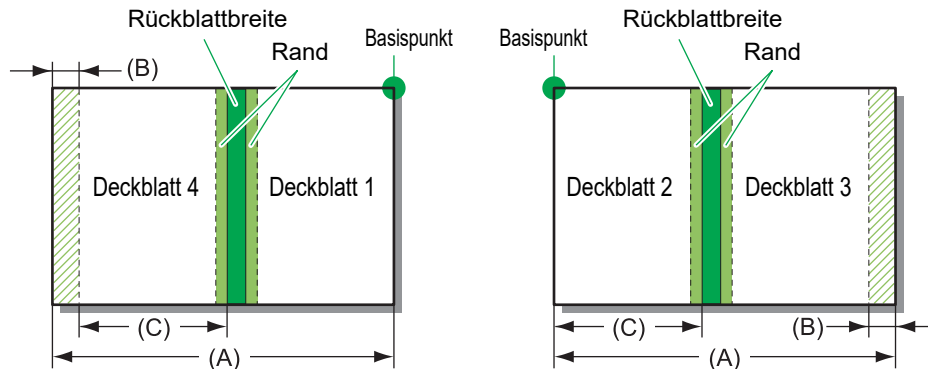 Rückblattbreite
Rand
Basispunkt
(B)
Deckblatt 4
Deckblatt 1
(C)
(A)
Rückblattbreite
Basispunkt
Rand
Deckblatt 2
Deckblatt 3
(C)
(B)
(A)